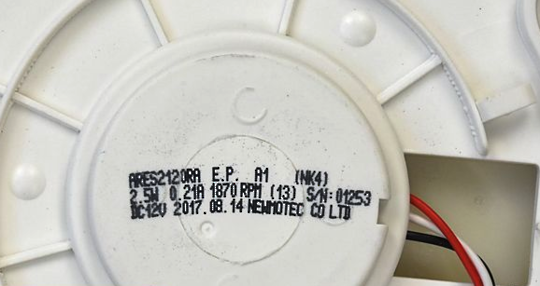 ARES2120RA E.P. A1 (NK4)
2.5W 0.21A 1870 RPM (13) S/N:01253
DC12V 2017.08.14 NEWMOTEC CO LTD